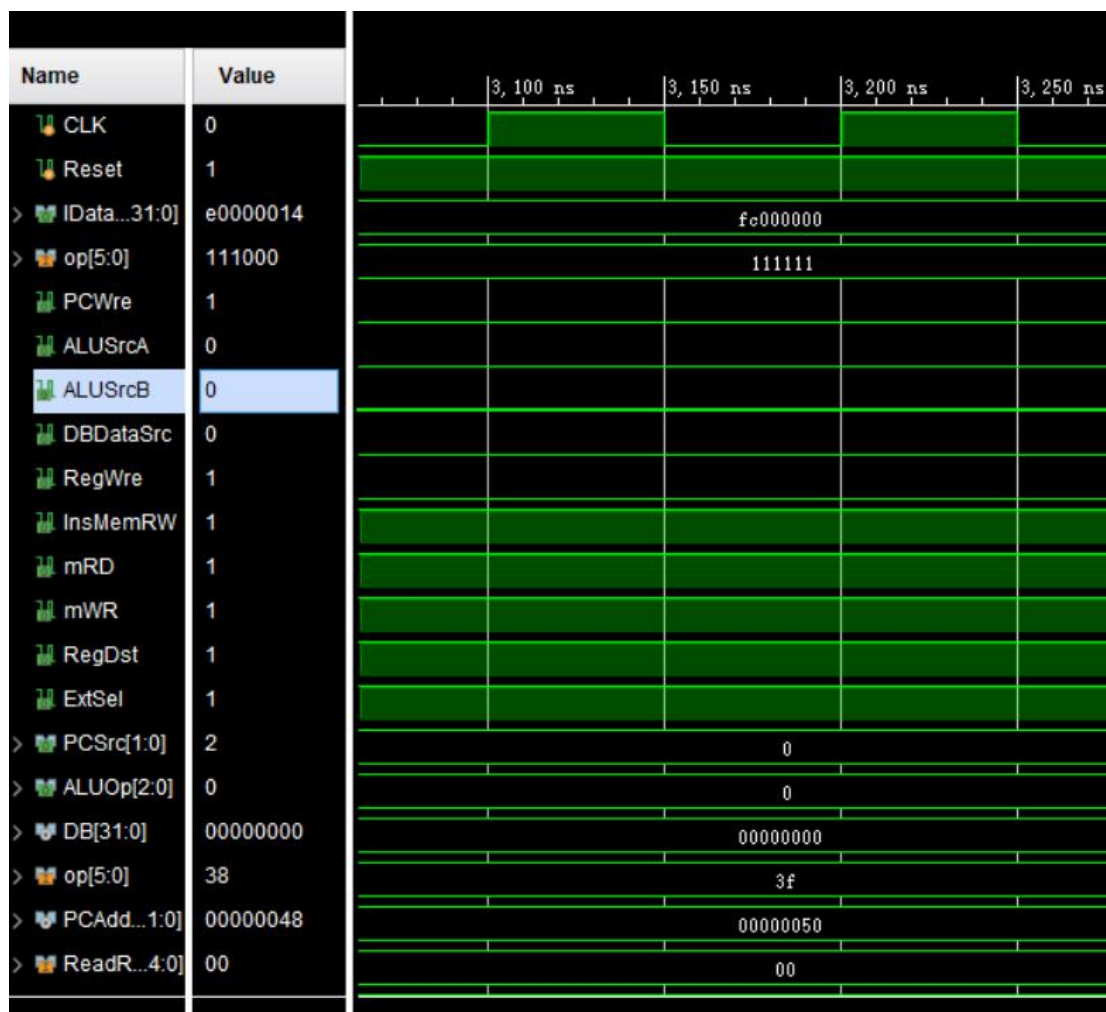 Name Value
3,100 ns 3,150 ns 3,200 ns 3,250 ns
CLK 0
Reset 1
IData...31:0] e0000014 fc000000
op[5:0] 111000 111111
PCWre 1
ALUSrcA 0
ALUSrcB 0
DBDataSrc 0
RegWre 1
InsMemRW 1
mRD 1
mWR 1
RegDst 1
ExtSel 1
PCSrc[1:0] 2 0
ALUOp[2:0] 0 0
DB[31:0] 00000000 00000000
op[5:0] 38 3f
PCAdd...1:0] 00000048 00000050
ReadR...4:0] 00 00